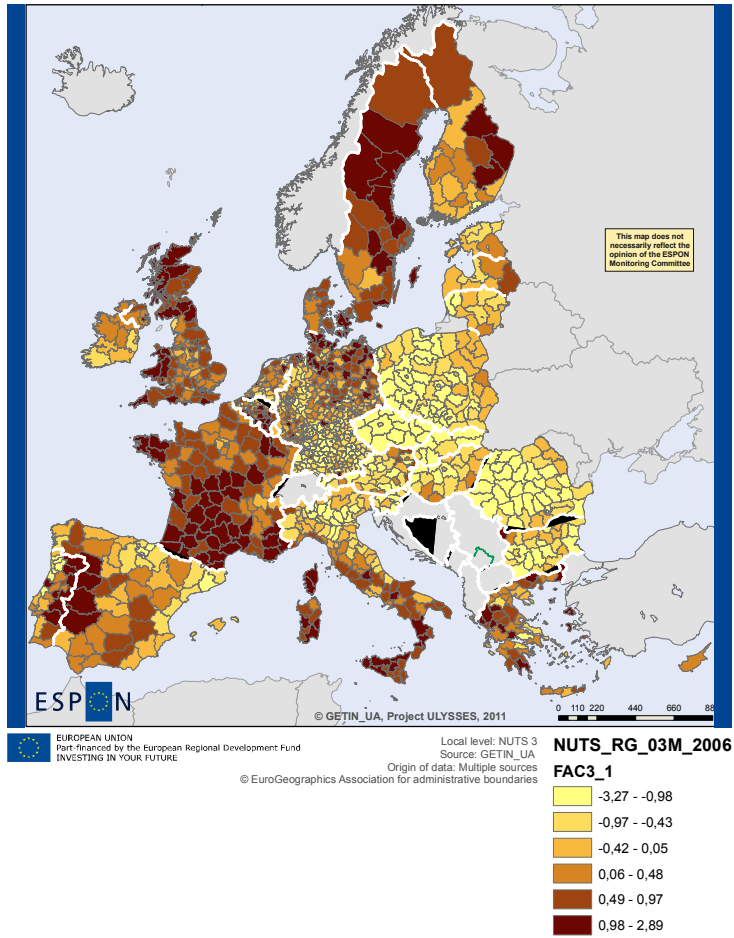 This map does not
necessarily reflect the
opinion of the ESPON
Monitoring Committee
ESPON
© GETIN_UA, Project ULYSSES, 2011
0 110 220 440 660 88
EUROPEAN UNION
Part-financed by the European Regional Development Fund
INVESTING IN YOUR FUTURE
Local level: NUTS 3
Source: GETIN_UA
Origin of data: Multiple sources
© EuroGeographics Association for administrative boundaries
NUTS_RG_03M_2006
FAC3_1
-3,27 - -0,98
-0,97 - -0,43
-0,42 - 0,05
0,06 - 0,48
0,49 - 0,97
0,98 - 2,89